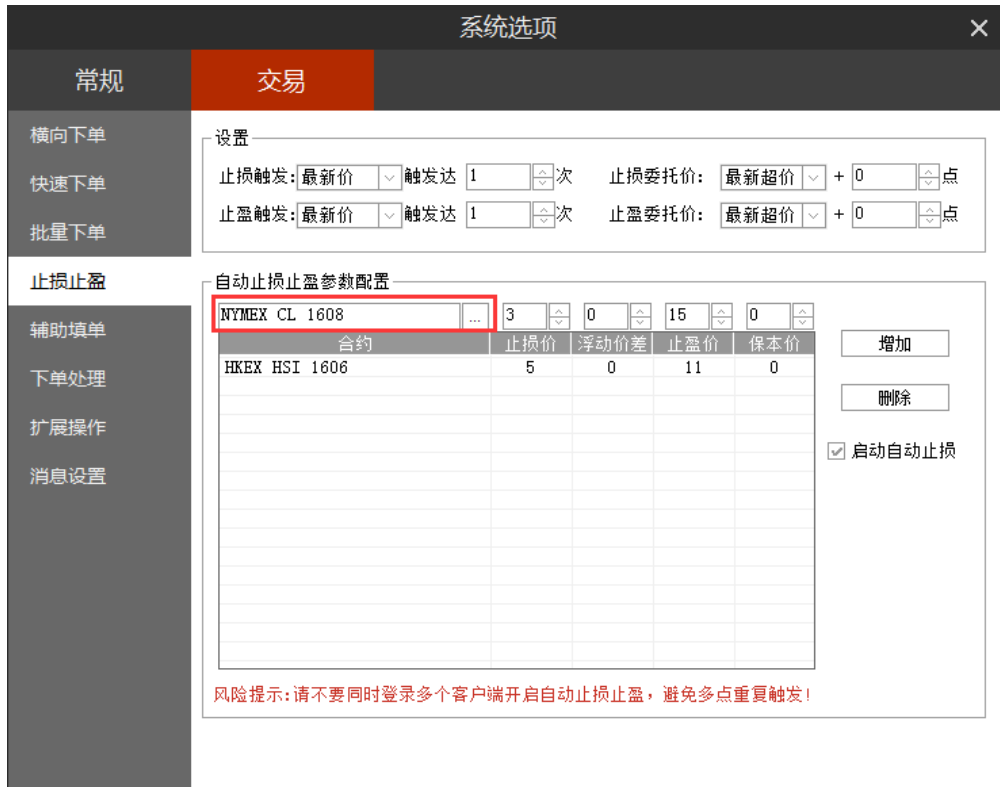 系统选项
常规 交易
横向下单
快速下单
批量下单
止损止盈
辅助填单
下单处理
扩展操作
消息设置
设置
止损触发: 最新价 触发达 1 次 止损委托价: 最新超价 + 0 点
止盈触发: 最新价 触发达 1 次 止盈委托价: 最新超价 + 0 点
自动止损止盈参数配置
NYMEX CL 1608 ... 3 0 15 0
合约 止损价 浮动价差 止盈价 保本价
HKEX HSI 1606 5 0 11 0
增加
删除
启动自动止损
风险提示:请不要同时登录多个客户端开启自动止损止盈，避免多点重复触发!